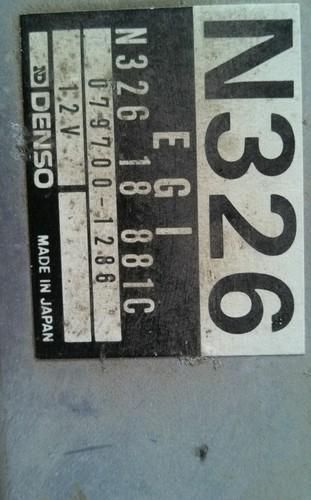 N326
EGI
N326 18 881C
079700-1286
12V
DENSO MADE IN JAPAN